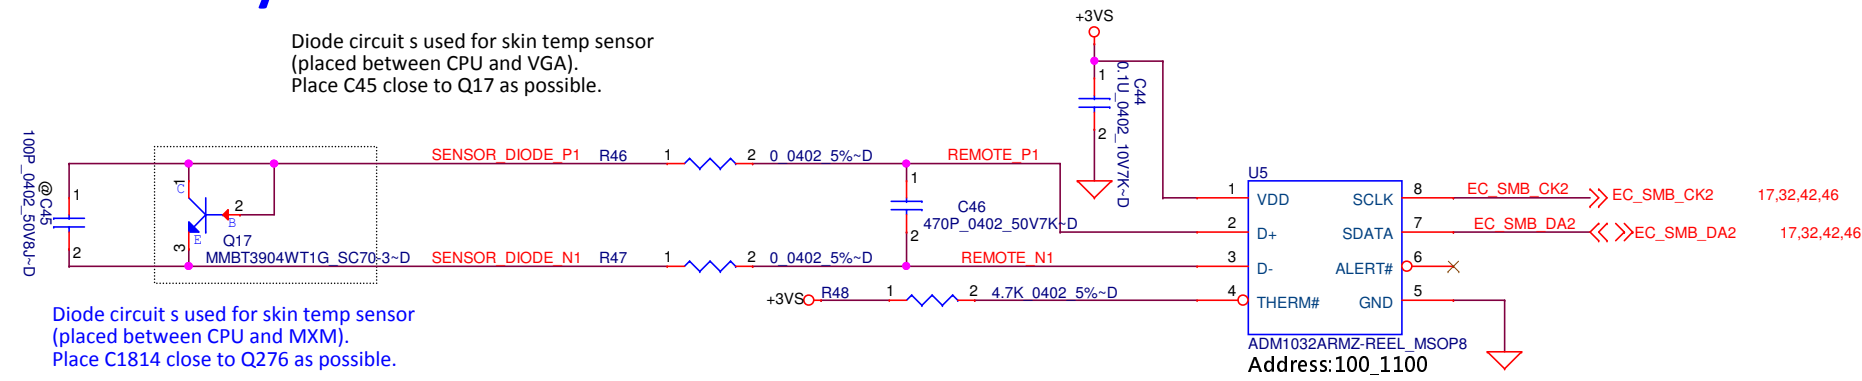 Diode circuit s used for skin temp sensor
(placed between CPU and VGA).
Place C45 close to Q17 as possible.
+3VS
1
C44
0.1U_0402_10V7K~D
2
100P_0402_50V8J~D
@C45
1
2
1
C
2
B
E
3
Q17
MMBT3904WT1G_SC70-3~D
SENSOR_DIODE_P1
R46
1
2
0_0402_5%~D
REMOTE_P1
1
C46
470P_0402_50V7K~D
2
SENSOR_DIODE_N1
R47
1
2
0_0402_5%~D
REMOTE_N1
+3VS
R48
1
2
4.7K_0402_5%~D
U5
1
VDD
SCLK
8
EC_SMB_CK2
EC_SMB_CK2
17,32,42,46
2
D+
SDATA
7
EC_SMB_DA2
EC_SMB_DA2
17,32,42,46
3
D-
ALERT#
6
4
THERM#
GND
5
ADM1032ARMZ-REEL_MSOP8
Address:100_1100
Diode circuit s used for skin temp sensor
(placed between CPU and MXM).
Place C1814 close to Q276 as possible.